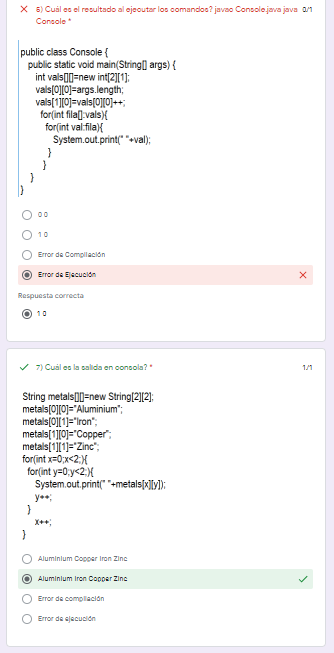 5) Cuál es el resultado al ejecutar los comandos? javac Console.java java 0/1
Console *
public class Console {
public static void main(String[] args) {
int vals[][]=new int[2][1];
vals[0][0]=args.length;
vals[1][0]=vals[0][0]++;
for(int fila[]:vals){
for(int val:fila){
System.out.print(" "+val);
}
}
}
}
0 0
1 0
Error de Compilación
Error de Ejecución
Respuesta correcta
1 0
7) Cuál es la salida en consola? * 1/1
String metals[][]=new String[2][2];
metals[0][0]="Aluminium";
metals[0][1]="Iron";
metals[1][0]="Copper";
metals[1][1]="Zinc";
for(int x=0;x<2;){
for(int y=0;y<2;){
System.out.print(" "+metals[x][y]);
y++;
}
x++;
}
Aluminium Copper Iron Zinc
Aluminium Iron Copper Zinc
Error de compilación
Error de ejecución